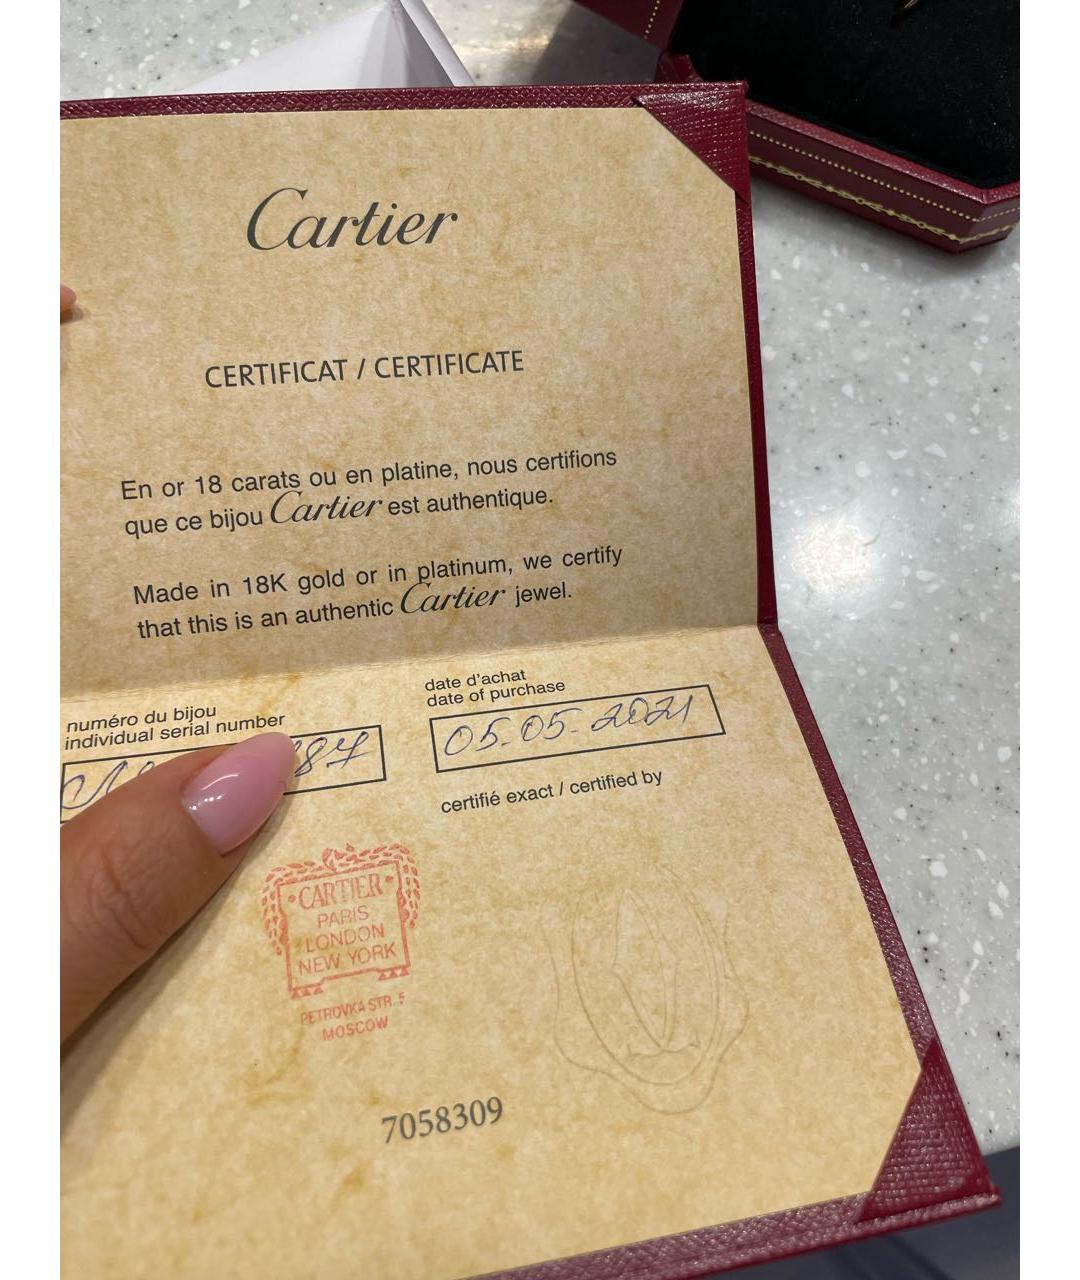 Cartier
CERTIFICAT / CERTIFICATE
En or 18 carats ou en platine, nous certifions
que ce bijou Cartier est authentique.
Made in 18K gold or in platinum, we certify
that this is an authentic Cartier jewel.
numéro du bijou
individual serial number
87
date d'achat
date of purchase
05.05.2021
certifié exact / certified by
CARTIER
PARIS
LONDON
NEW YORK
PETROVKA STR. 5
MOSCOW
7058309